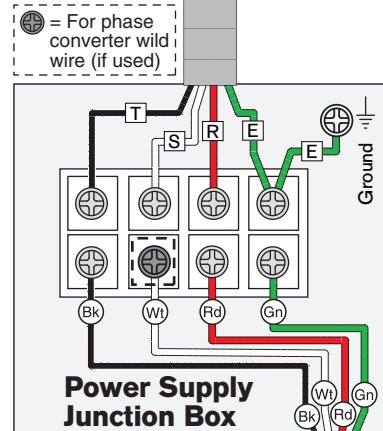 = For phase
converter wild
wire (if used)
T
S
R
E
E
Ground
Bk
Wt
Rd
Gn
Power Supply
Junction Box
Wt
Gn
Bk
Rd